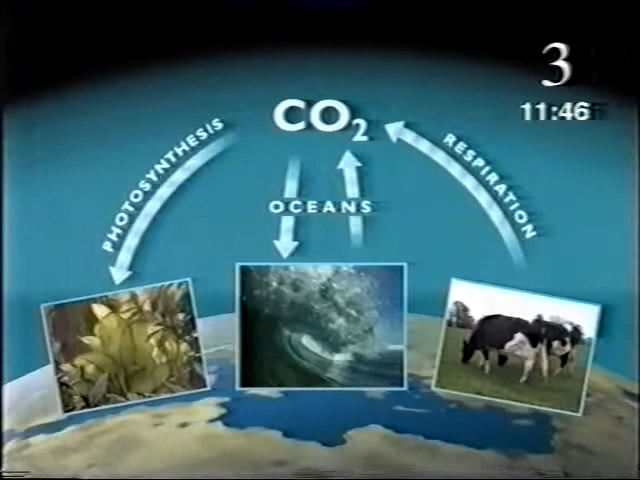 3
11:46
CO₂
PHOTOSYNTHESIS
OCEANS
RESPIRATION